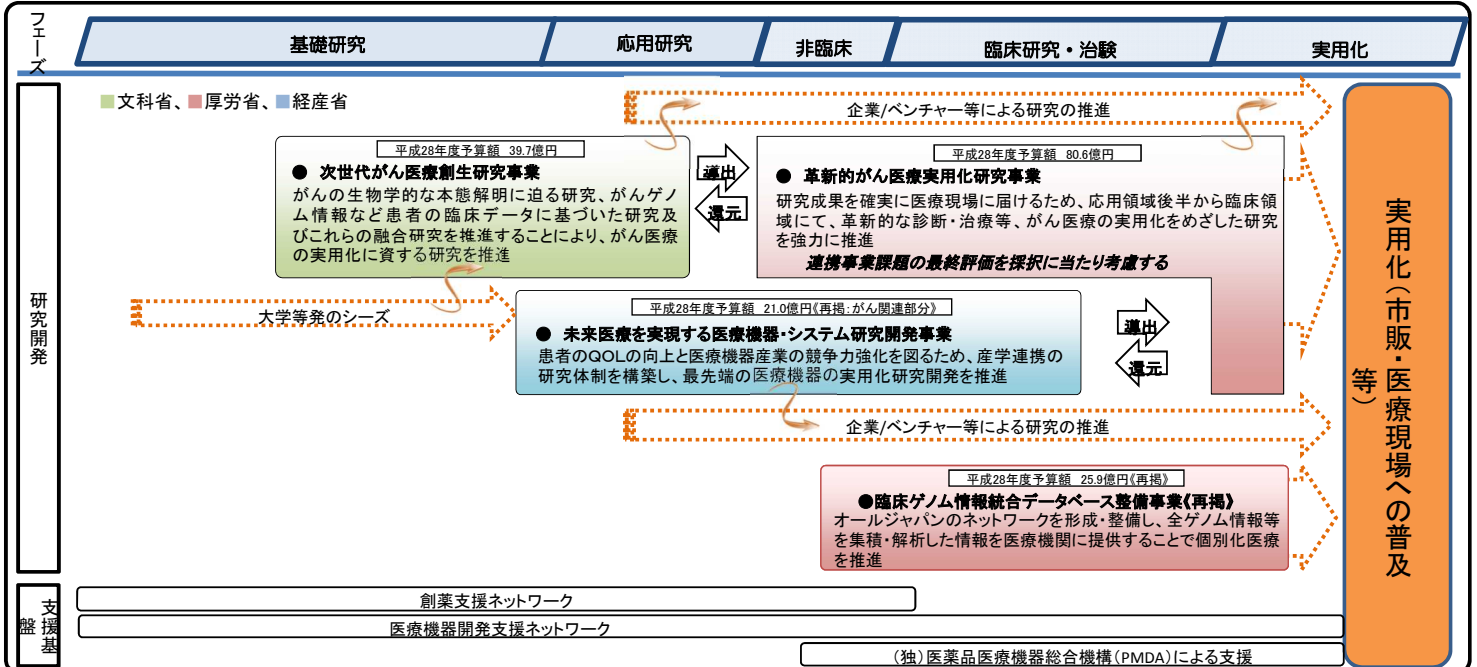 フェーズ
基礎研究
応用研究
非臨床
臨床研究・治験
実用化
研究開発
■文科省、■厚労省、■経産省
企業/ベンチャー等による研究の推進
平成28年度予算額 39.7億円
● 次世代がん医療創生研究事業
がんの生物学的な本態解明に迫る研究、がんゲノ
ム情報など患者の臨床データに基づいた研究及
びこれらの融合研究を推進することにより、がん医療
の実用化に資する研究を推進
導出
還元
平成28年度予算額 80.6億円
● 革新的がん医療実用化研究事業
研究成果を確実に医療現場に届けるため、応用領域後半から臨床領
域にて、革新的な診断・治療等、がん医療の実用化をめざした研究
を強力に推進
連携事業課題の最終評価を採択に当たり考慮する
大学等発のシーズ
平成28年度予算額 21.0億円《再掲:がん関連部分》
● 未来医療を実現する医療機器・システム研究開発事業
患者のQOLの向上と医療機器産業の競争力強化を図るため、産学連携の
研究体制を構築し、最先端の医療機器の実用化研究開発を推進
導出
還元
企業/ベンチャー等による研究の推進
平成28年度予算額 25.9億円《再掲》
●臨床ゲノム情報統合データベース整備事業《再掲》
オールジャパンのネットワークを形成・整備し、全ゲノム情報等
を集積・解析した情報を医療機関に提供することで個別化医療
を推進
実用化(市販・医療現場への普及
等)
支援基
盤
創薬支援ネットワーク
医療機器開発支援ネットワーク
(独)医薬品医療機器総合機構(PMDA)による支援